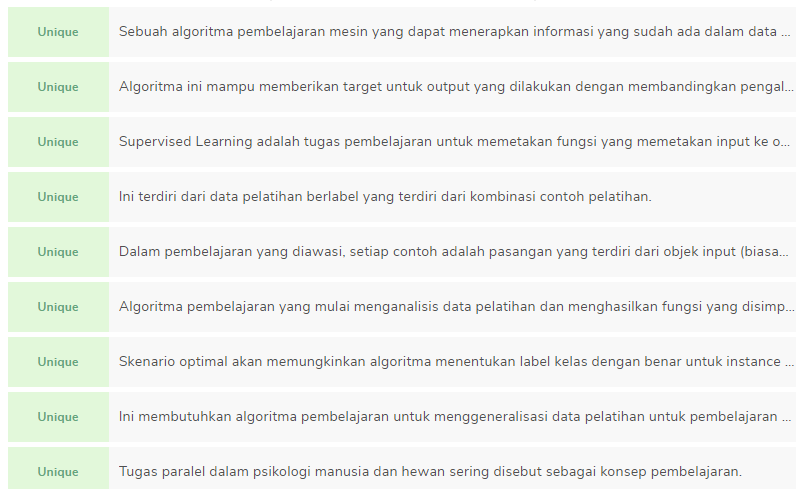 Unique Sebuah algoritma pembelajaran mesin yang dapat menerapkan informasi yang sudah ada dalam data ...
Unique Algoritma ini mampu memberikan target untuk output yang dilakukan dengan membandingkan pengal...
Unique Supervised Learning adalah tugas pembelajaran untuk memetakan fungsi yang memetakan input ke o...
Unique Ini terdiri dari data pelatihan berlabel yang terdiri dari kombinasi contoh pelatihan.
Unique Dalam pembelajaran yang diawasi, setiap contoh adalah pasangan yang terdiri dari objek input (biasa...
Unique Algoritma pembelajaran yang mulai menganalisis data pelatihan dan menghasilkan fungsi yang disimp...
Unique Skenario optimal akan memungkinkan algoritma menentukan label kelas dengan benar untuk instance ...
Unique Ini membutuhkan algoritma pembelajaran untuk menggeneralisasi data pelatihan untuk pembelajaran ...
Unique Tugas paralel dalam psikologi manusia dan hewan sering disebut sebagai konsep pembelajaran.